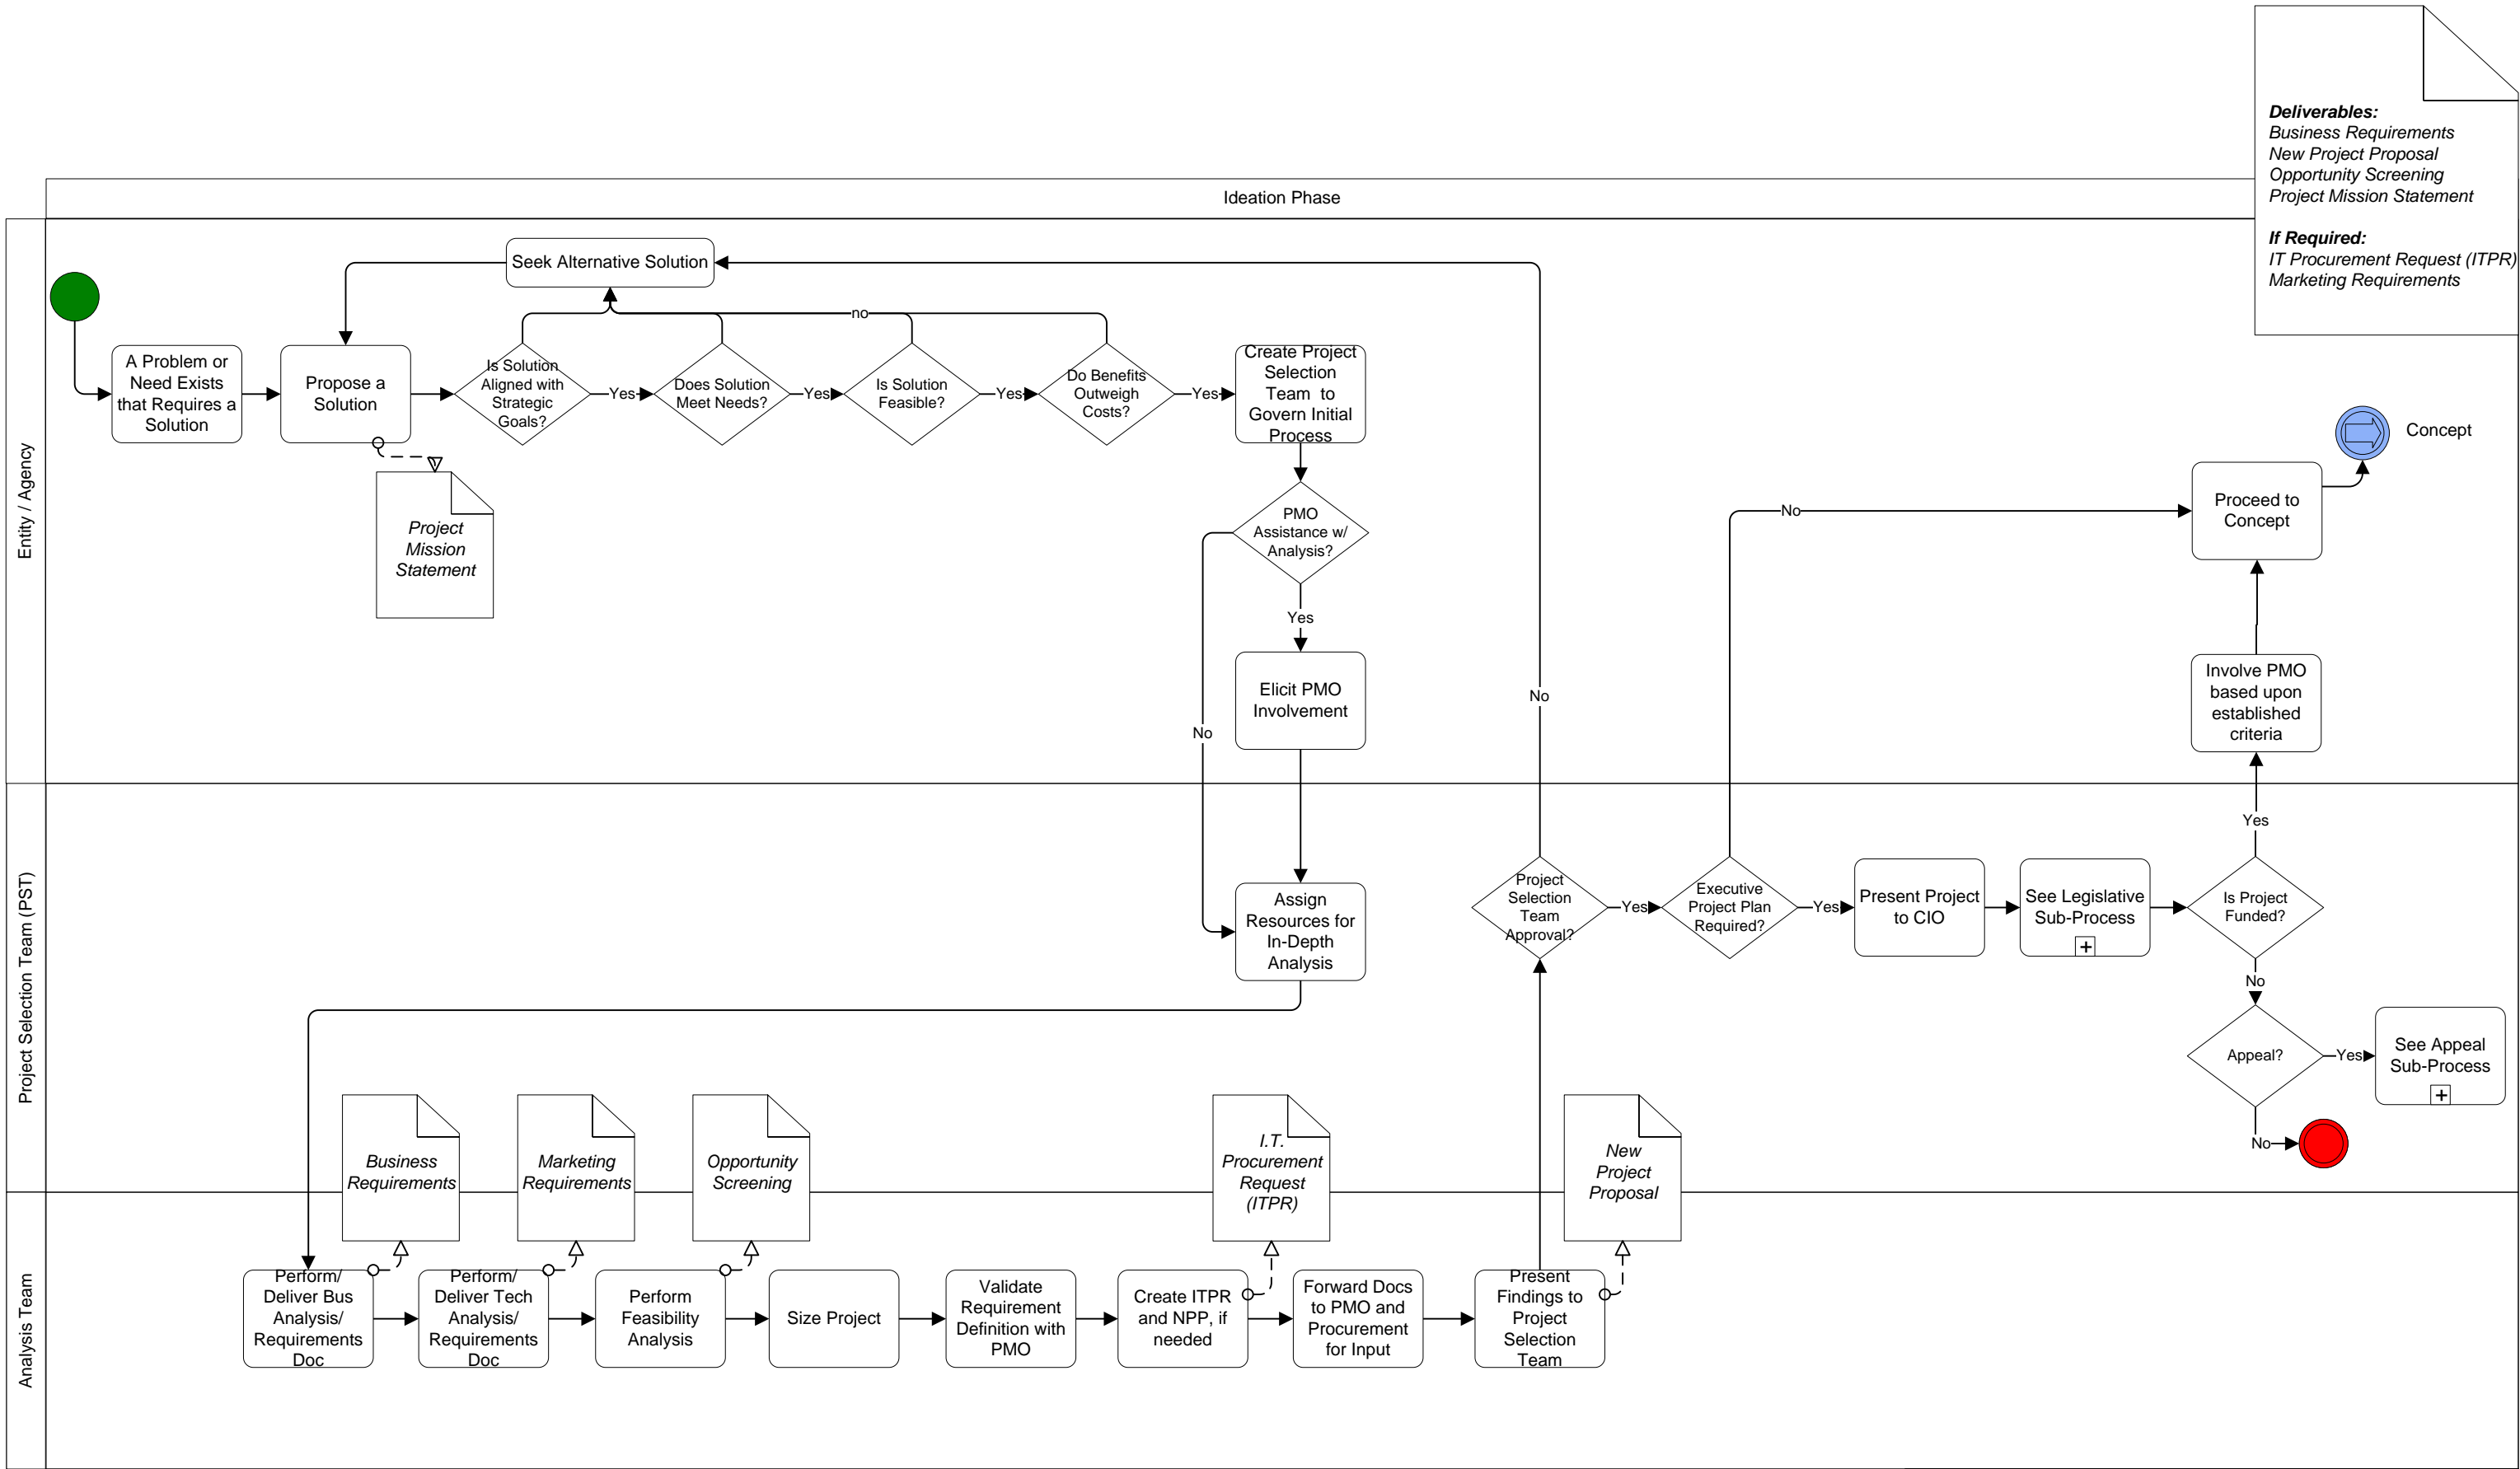 Deliverables:
Business Requirements
New Project Proposal
Opportunity Screening
Project Mission Statement
If Required:
IT Procurement Request (ITPR)
Marketing Requirements
Ideation Phase
Entity / Agency
Seek Alternative Solution
no
A Problem or
Need Exists
that Requires a
Solution
Propose a
Solution
Is Solution
Aligned with
Strategic
Goals?
Yes
Does Solution
Meet Needs?
Yes
Is Solution
Feasible?
Yes
Do Benefits
Outweigh
Costs?
Yes
Create Project
Selection
Team to
Govern Initial
Process
Project
Mission
Statement
PMO
Assistance w/
Analysis?
Yes
No
Elicit PMO
Involvement
No
No
Proceed to
Concept
Concept
Involve PMO
based upon
established
criteria
Project Selection Team (PST)
Assign
Resources for
In-Depth
Analysis
Project
Selection
Team
Approval?
Yes
Executive
Project Plan
Required?
Yes
Present Project
to CIO
See Legislative
Sub-Process
Is Project
Funded?
Yes
No
Appeal?
Yes
See Appeal
Sub-Process
No
Business
Requirements
Marketing
Requirements
Opportunity
Screening
I.T.
Procurement
Request
(ITPR)
New
Project
Proposal
Analysis Team
Perform/
Deliver Bus
Analysis/
Requirements
Doc
Perform/
Deliver Tech
Analysis/
Requirements
Doc
Perform
Feasibility
Analysis
Size Project
Validate
Requirement
Definition with
PMO
Create ITPR
and NPP, if
needed
Forward Docs
to PMO and
Procurement
for Input
Present
Findings to
Project
Selection
Team